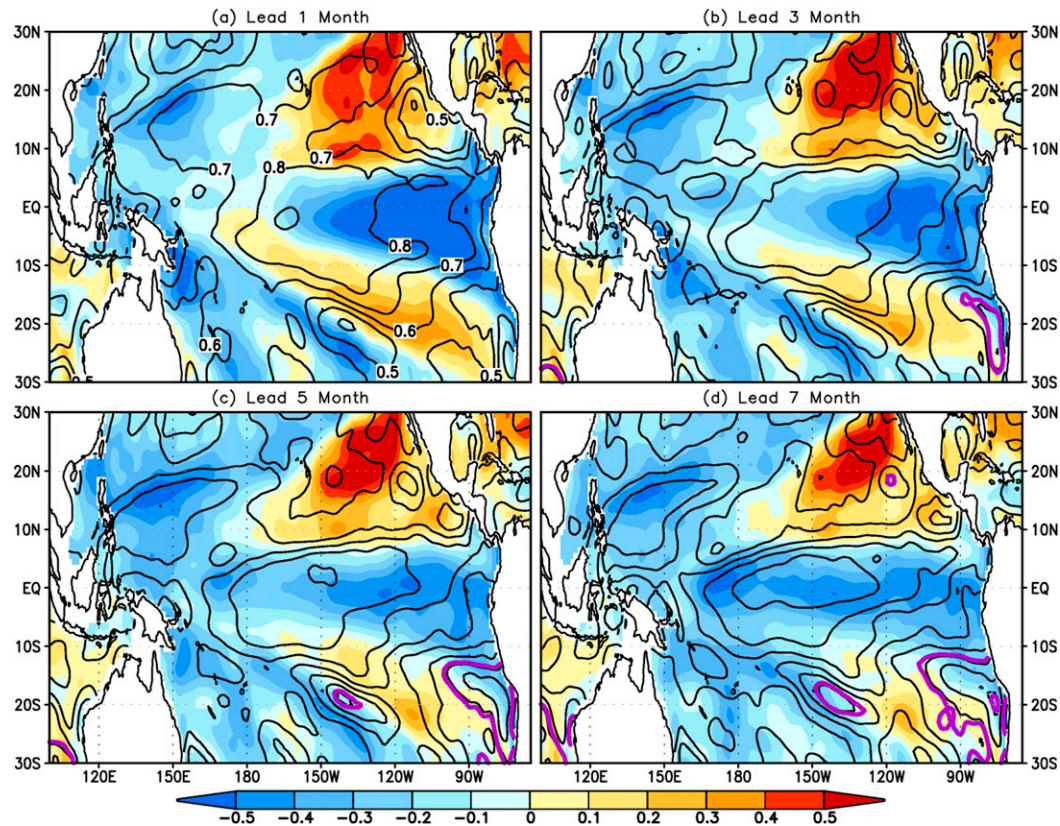 (a) Lead 1 Month
(b) Lead 3 Month
30N
20N
10N
EQ
10S
20S
30S
0.7
0.5
0.7
0.8
0.7
0.7
0.8
0.7
0.6
0.6
0.5
0.5
0.5
30N
20N
10N
EQ
10S
20S
30S
(c) Lead 5 Month
(d) Lead 7 Month
30N
20N
10N
EQ
10S
20S
30S
30N
20N
10N
EQ
10S
20S
30S
120E 150E 180 150W 120W 90W
120E 150E 180 150W 120W 90W
-0.5 -0.4 -0.3 -0.2 -0.1 0 0.1 0.2 0.3 0.4 0.5